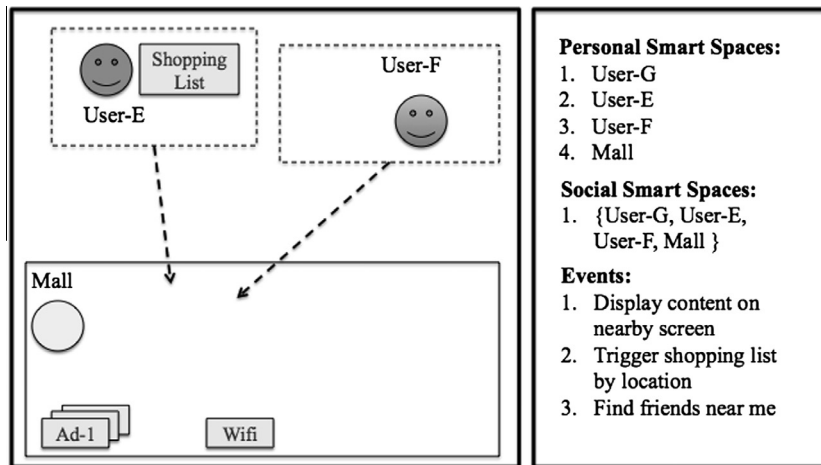 Shopping
List
User-E
User-F
Mall
Ad-1
Wifi
Personal Smart Spaces:
1. User-G
2. User-E
3. User-F
4. Mall
Social Smart Spaces:
1. {User-G, User-E,
User-F, Mall }
Events:
1. Display content on
nearby screen
2. Trigger shopping list
by location
3. Find friends near me